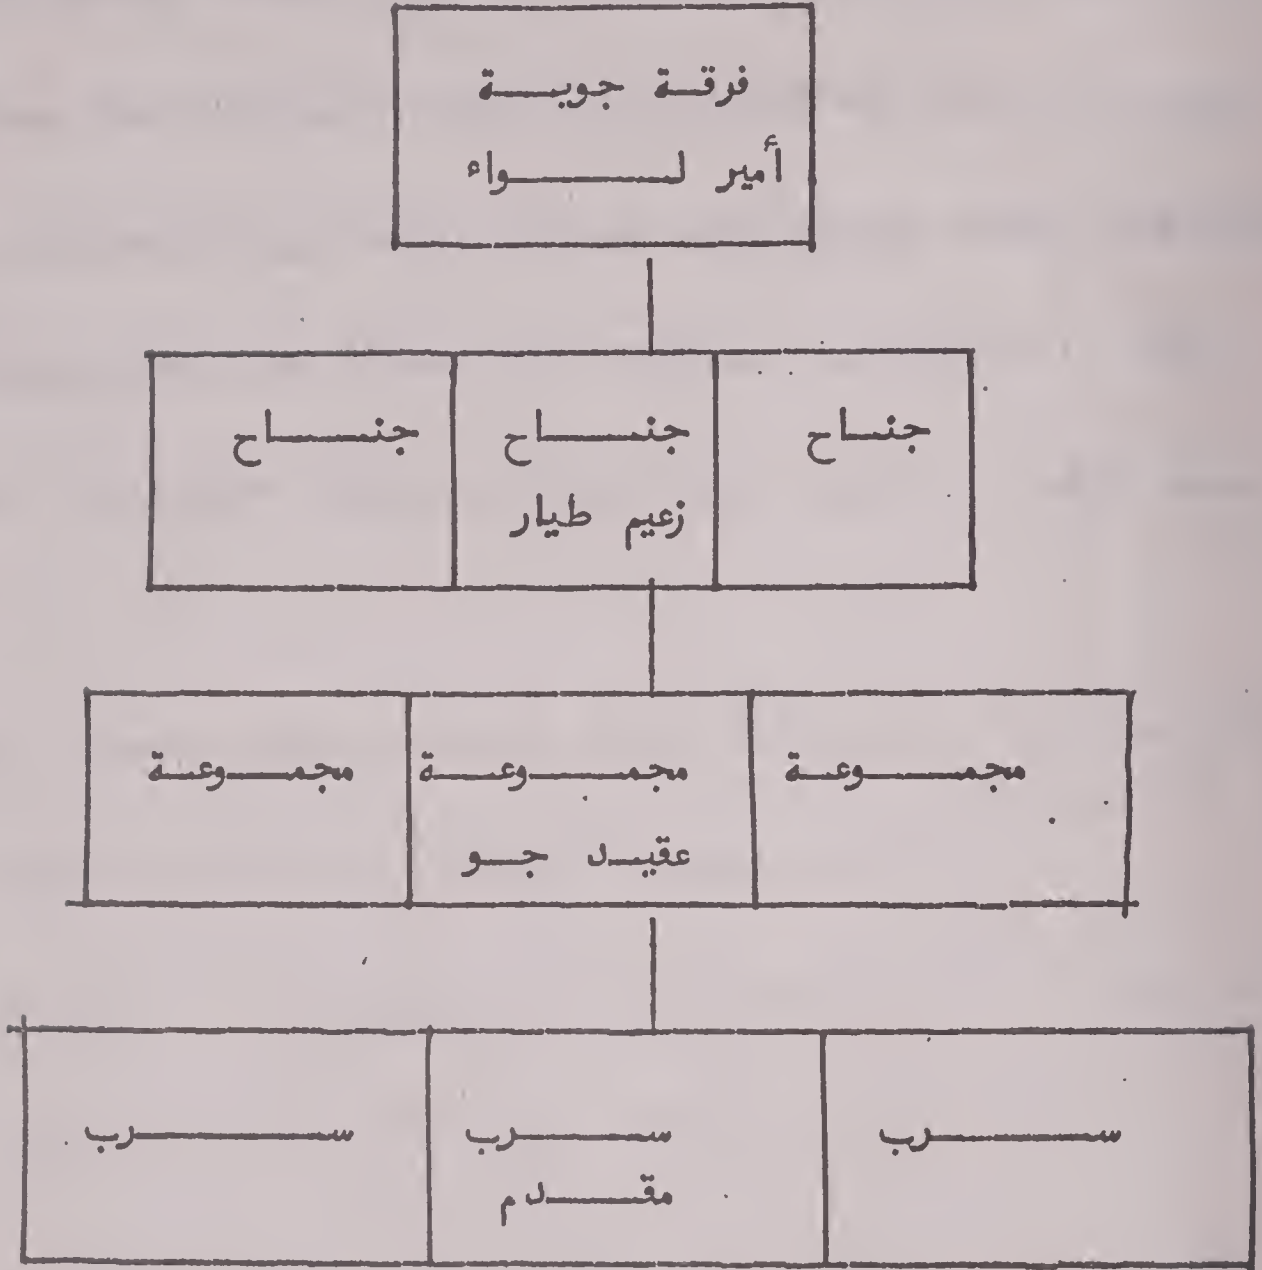 فرقة جوية
أمير لواء
جناح جناح جناح
زعيم طيار
مجموعة مجموعة مجموعة
عقيد جو
سرب سرب سرب
مقدم